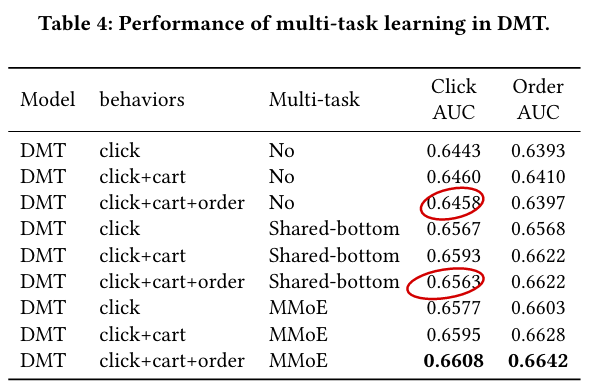 Table 4: Performance of multi-task learning in DMT.
Model behaviors Multi-task Click AUC Order AUC
DMT click No 0.6443 0.6393
DMT click+cart No 0.6460 0.6410
DMT click+cart+order No 0.6458 0.6397
DMT click Shared-bottom 0.6567 0.6568
DMT click+cart Shared-bottom 0.6593 0.6622
DMT click+cart+order Shared-bottom 0.6563 0.6622
DMT click MMoE 0.6577 0.6603
DMT click+cart MMoE 0.6595 0.6628
DMT click+cart+order MMoE 0.6608 0.6642